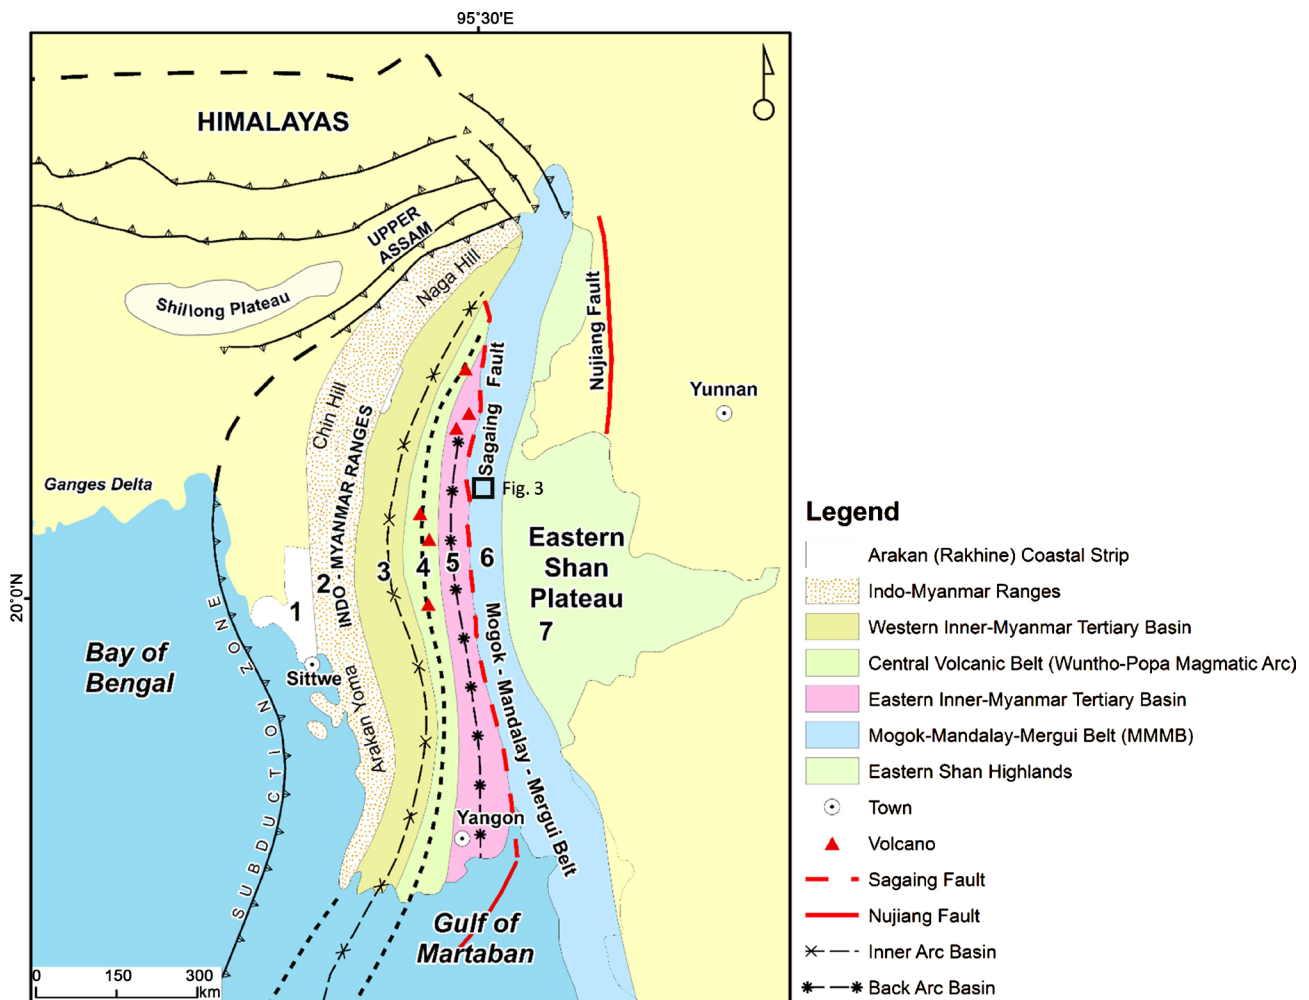 95°30'E
HIMALAYAS
UPPER
ASSAM
Naga Hill
Shillong Plateau
Nujiang Fault
Yunnan
Sagaing Fault
Chin Hill
INDO - MYANMAR RANGES
Ganges Delta
Fig. 3
Eastern
Shan
Plateau
7
20°0'N
1
2
3
4
5
6
Bay of
Bengal
Sittwe
Arakan Yoma
SUBDUCTION ZONE
Mogok - Mandalay - Mergui Belt
Yangon
Gulf of
Martaban
0 150 300
km
Legend
Arakan (Rakhine) Coastal Strip
Indo-Myanmar Ranges
Western Inner-Myanmar Tertiary Basin
Central Volcanic Belt (Wuntho-Popa Magmatic Arc)
Eastern Inner-Myanmar Tertiary Basin
Mogok-Mandalay-Mergui Belt (MMMB)
Eastern Shan Highlands
Town
Volcano
Sagaing Fault
Nujiang Fault
Inner Arc Basin
Back Arc Basin